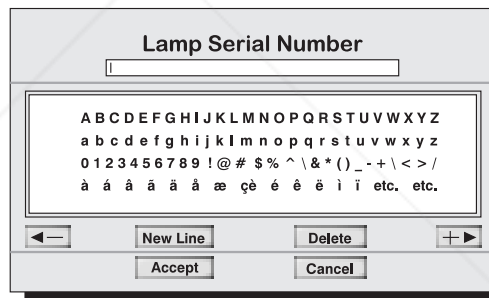 Lamp Serial Number
A B C D E F G H I J K L M N O P Q R S T U V W X Y Z
a b c d e f g h i j k l m n o p q r s t u v w x y z
0 1 2 3 4 5 6 7 8 9 ! @ # $ % ^ \ & * ( ) _ - + \ < > /
à á â ã ä å æ çè é ê ë ì ï etc. etc.
New Line Delete
Accept Cancel